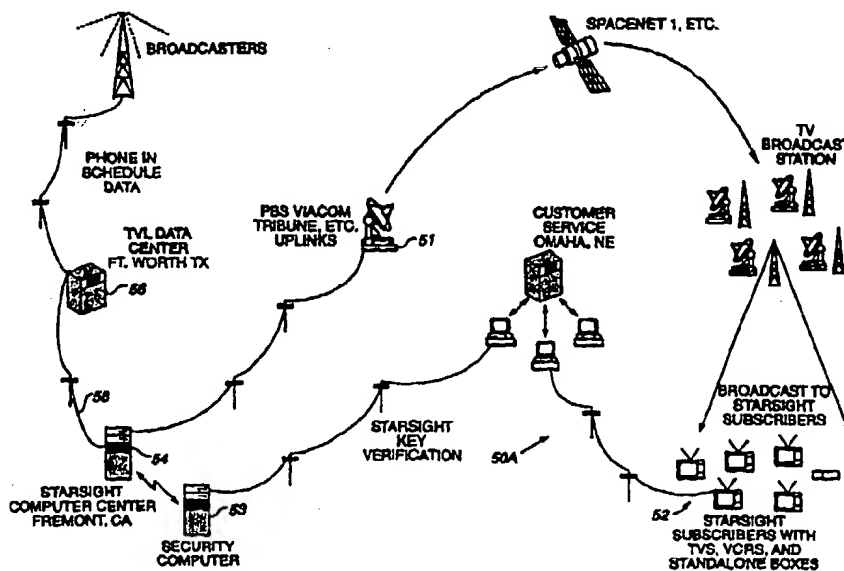 BROADCASTERS
SPACENET 1, ETC.
PHONE IN
SCHEDULE
DATA
TV
BROADCAST
STATION
TVL DATA
CENTER
FT. WORTH TX
56
PBS VIACOM
TRIBUNE, ETC.
UPLINKS
51
CUSTOMER
SERVICE
OMAHA, NE
58
54
STARSIGHT
COMPUTER CENTER
FREMONT, CA
53
SECURITY
COMPUTER
STARSIGHT
KEY
VERIFICATION
50A
BROADCAST TO
STARSIGHT
SUBSCRIBERS
52
STARSIGHT
SUBSCRIBERS WITH
TVS, VCRS, AND
STANDALONE BOXES